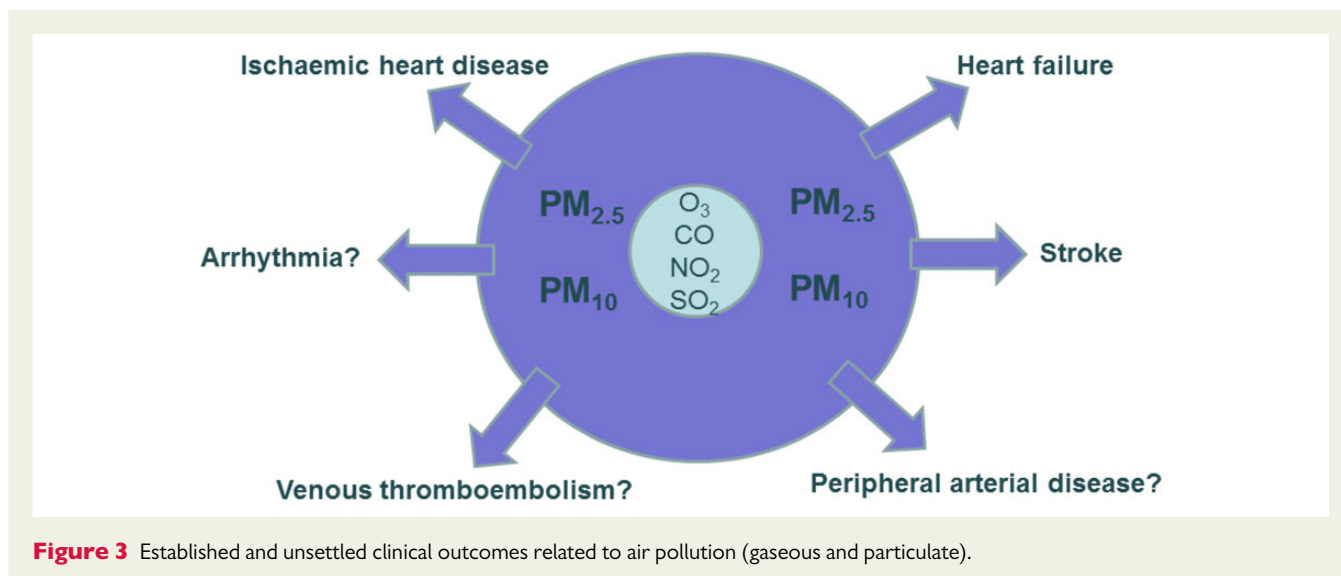 Ischaemic heart disease
Heart failure
PM2.5
O3
PM2.5
CO
Arrhythmia?
Stroke
NO2
PM10
PM10
SO2
Venous thromboembolism?
Peripheral arterial disease?
Figure 3 Established and unsettled clinical outcomes related to air pollution (gaseous and particulate).